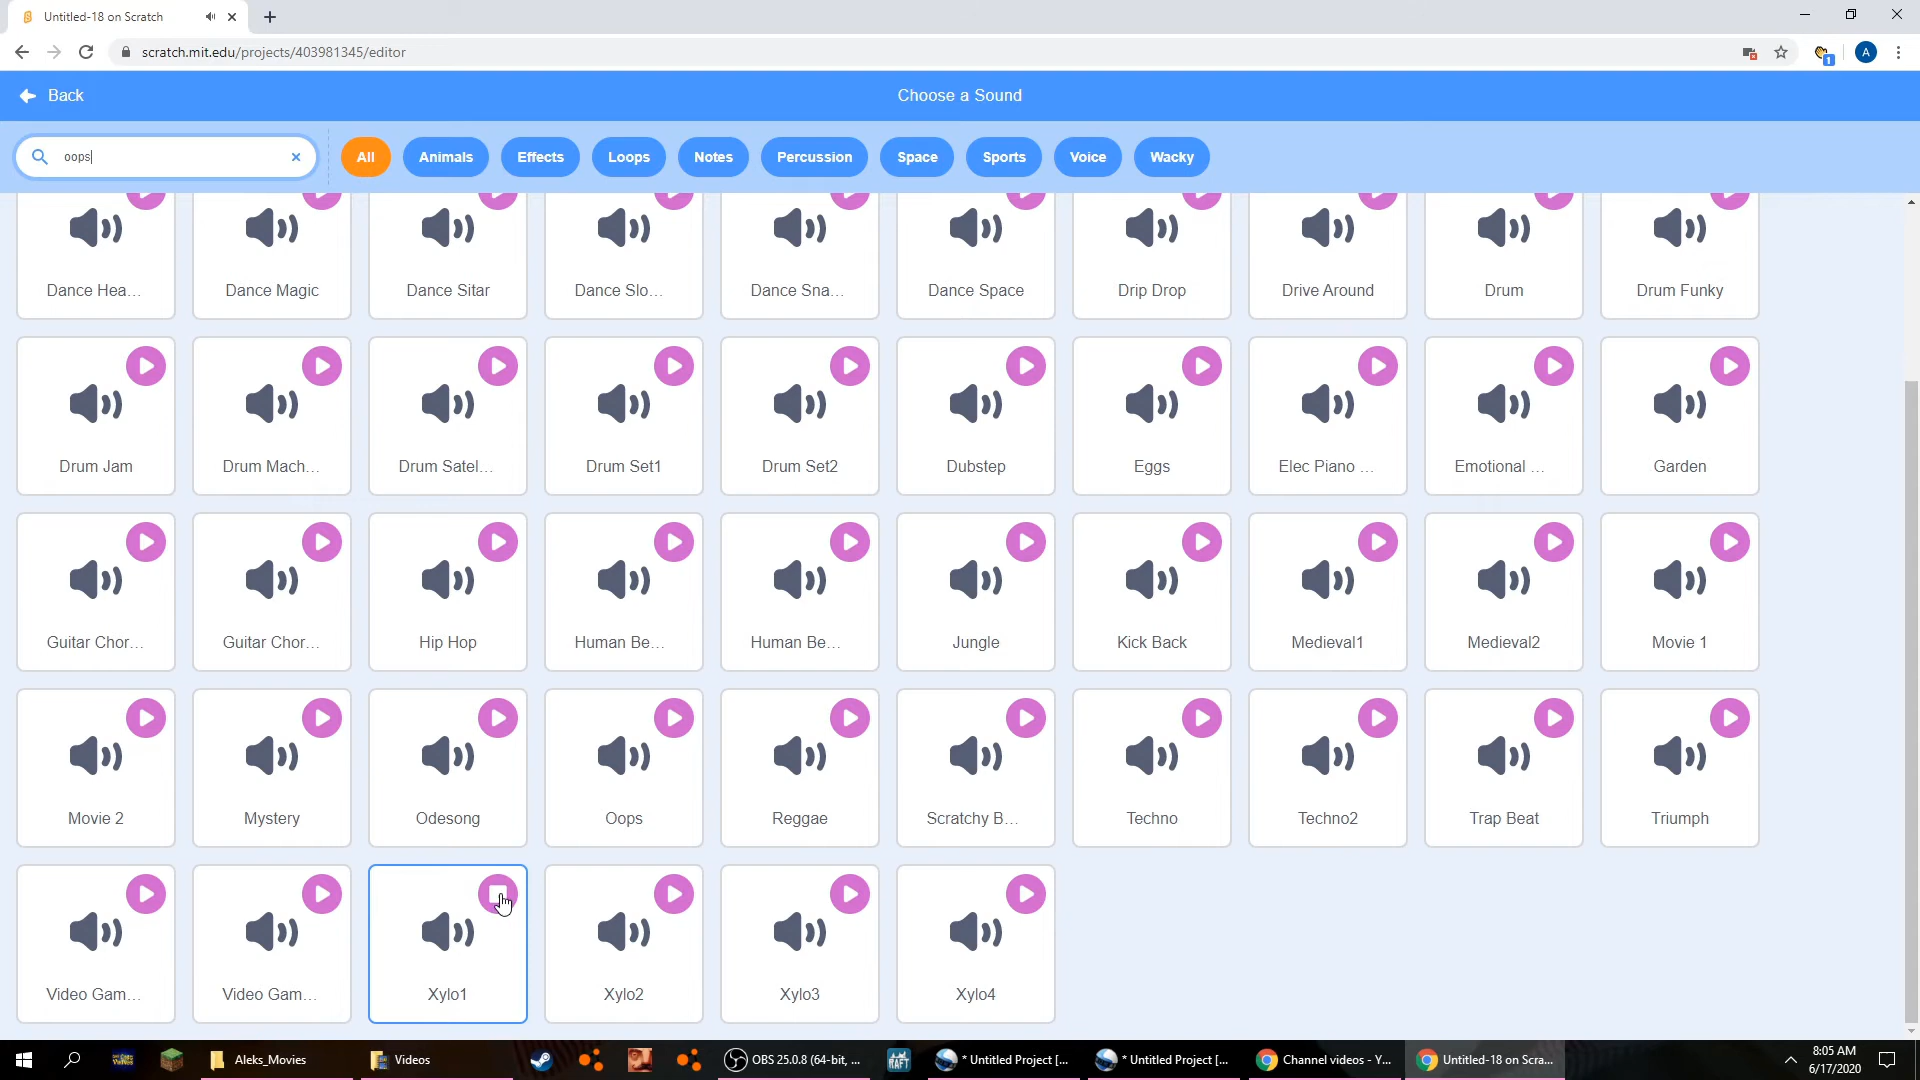 Untitled-18 on Scratch
scratch.mit.edu/projects/403981345/editor
1
A
Back
Choose a Sound
oops
All
Animals
Effects
Loops
Notes
Percussion
Space
Sports
Voice
Wacky
Dance Hea...
Dance Magic
Dance Sitar
Dance Slo...
Dance Sna...
Dance Space
Drip Drop
Drive Around
Drum
Drum Funky
Drum Jam
Drum Mach...
Drum Satel...
Drum Set1
Drum Set2
Dubstep
Eggs
Elec Piano ...
Emotional ...
Garden
Guitar Chor...
Guitar Chor...
Hip Hop
Human Be...
Human Be...
Jungle
Kick Back
Medieval1
Medieval2
Movie 1
Movie 2
Mystery
Odesong
Oops
Reggae
Scratchy B...
Techno
Techno2
Trap Beat
Triumph
Video Gam...
Video Gam...
Xylo1
Xylo2
Xylo3
Xylo4
Aleks_Movies
Videos
OBS 25.0.8 (64-bit, ...
RAFT
* Untitled Project [...
* Untitled Project [...
Channel videos - Y...
Untitled-18 on Scra...
8:05 AM
6/17/2020